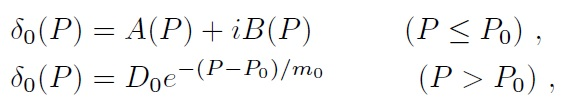 δ₀(P) = A(P) + iB(P) (P ≤ P₀) ,
δ₀(P) = D₀e^{−(P−P₀)/m₀} (P > P₀) ,